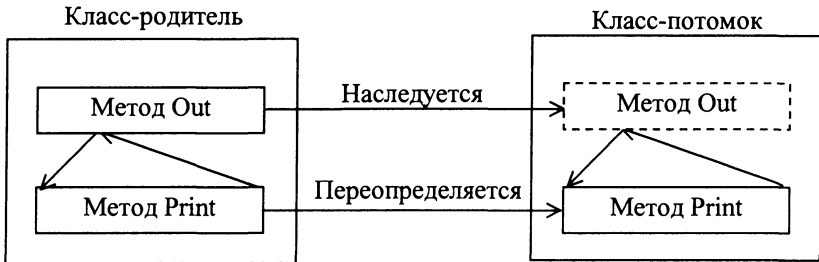 Класс-родитель
Класс-потомок
Метод Out
Наследуется
Метод Out
Метод Print
Переопределяется
Метод Print